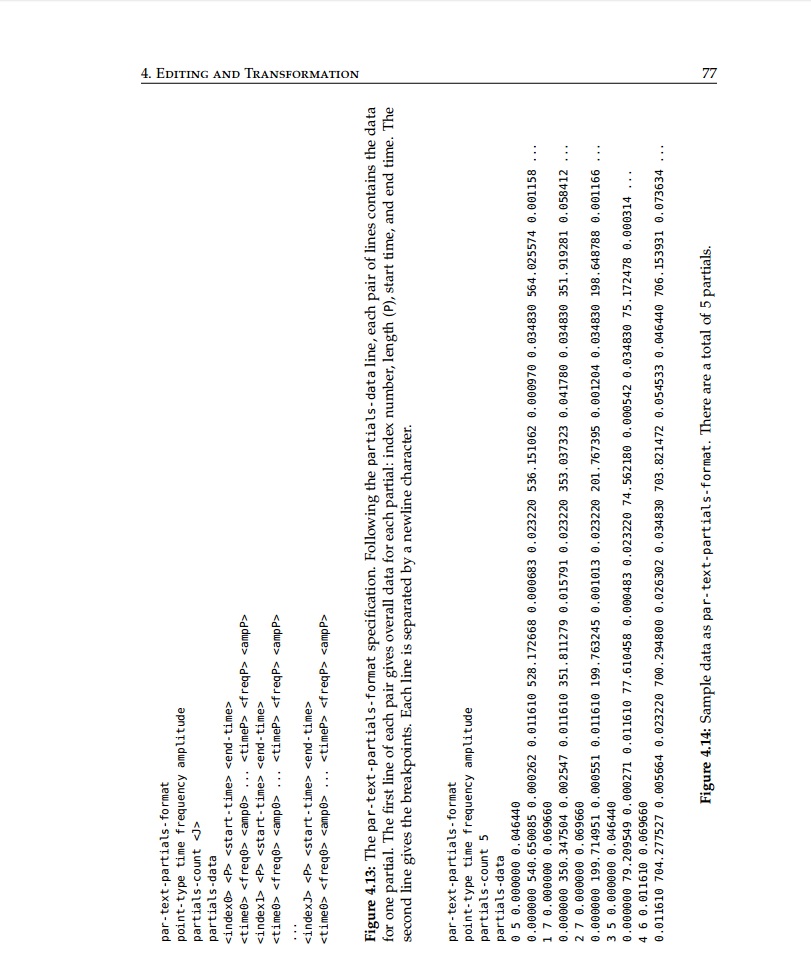 4. Editing and Transformation 77
par-text-partials-format
point-type time frequency amplitude
partials-count <J>
partials-data
<index0> <P> <start-time> <end-time>
<time0> <freq0> <amp0> ... <timeP> <freqP> <ampP>
<index1> <P> <start-time> <end-time>
<time0> <freq0> <amp0> ... <timeP> <freqP> <ampP>
...
<indexJ> <P> <start-time> <end-time>
<time0> <freq0> <amp0> ... <timeP> <freqP> <ampP>
Figure 4.13: The par-text-partials-format specification. Following the partials-data line, each pair of lines contains the data
for one partial. The first line of each pair gives overall data for each partial: index number, length (P), start time, and end time. The
second line gives the breakpoints. Each line is separated by a newline character.
par-text-partials-format
point-type time frequency amplitude
partials-count 5
partials-data
0 5 0.000000 0.046440
0.000000 540.650085 0.000262 0.011610 528.172668 0.000683 0.023220 536.151062 0.000970 0.034830 564.025574 0.001158 ...
1 7 0.000000 0.069660
0.000000 350.347504 0.002547 0.011610 351.811279 0.015791 0.023220 353.037323 0.041780 0.034830 351.919281 0.058412 ...
2 7 0.000000 0.069660
0.000000 199.714951 0.000551 0.011610 199.763245 0.001013 0.023220 201.767395 0.001204 0.034830 198.648788 0.001166 ...
3 5 0.000000 0.046440
0.000000 79.209549 0.000271 0.011610 77.610458 0.000483 0.023220 74.562180 0.000542 0.034830 75.172478 0.000314 ...
4 6 0.011610 0.069660
0.011610 704.277527 0.005664 0.023220 700.294800 0.026302 0.034830 703.821472 0.054533 0.046440 706.153931 0.073634 ...
Figure 4.14: Sample data as par-text-partials-format. There are a total of 5 partials.